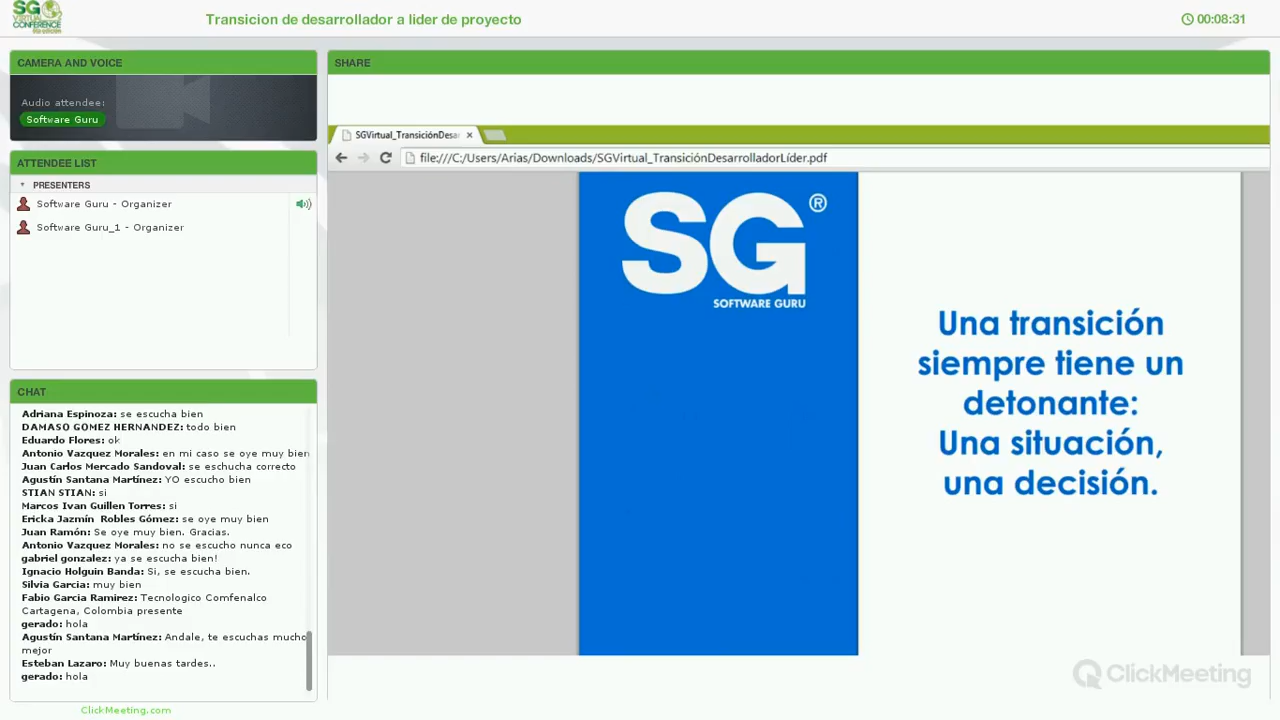 SG
VIRTUAL
CONFERENCE
Transicion de desarrollador a lider de proyecto
00:08:31
CAMERA AND VOICE
Audio attendee:
Software Guru
ATTENDEE LIST
PRESENTERS
Software Guru - Organizer
Software Guru_1 - Organizer
CHAT
Adriana Espinoza: se escucha bien
DAMASO GOMEZ HERNANDEZ: todo bien
Eduardo Flores: ok
Antonio Vazquez Morales: en mi caso se oye muy bien
Juan Carlos Mercado Sandoval: se eschucha correcto
Agustín Santana Martínez: YO escucho bien
STIAN STIAN: si
Marcos Ivan Guillen Torres: si
Ericka Jazmín Robles Gómez: se oye muy bien
Juan Ramón: Se oye muy bien. Gracias.
Antonio Vazquez Morales: no se escucho nunca eco
gabriel gonzalez: ya se escucha bien!
Ignacio Holguin Banda: Si, se escucha bien.
Silvia Garcia: muy bien
Fabio Garcia Ramirez: Tecnologico Comfenalco
Cartagena, Colombia presente
gerado: hola
Agustín Santana Martínez: Andale, te escuchas mucho
mejor
Esteban Lazaro: Muy buenas tardes..
gerado: hola
ClickMeeting.com
SHARE
SGVirtual_TransiciónDesar
file:///C:/Users/Arias/Downloads/SGVirtual_TransiciónDesarrolladorLíder.pdf
SG®
SOFTWARE GURU
Una transición
siempre tiene un
detonante:
Una situación,
una decisión.
ClickMeeting